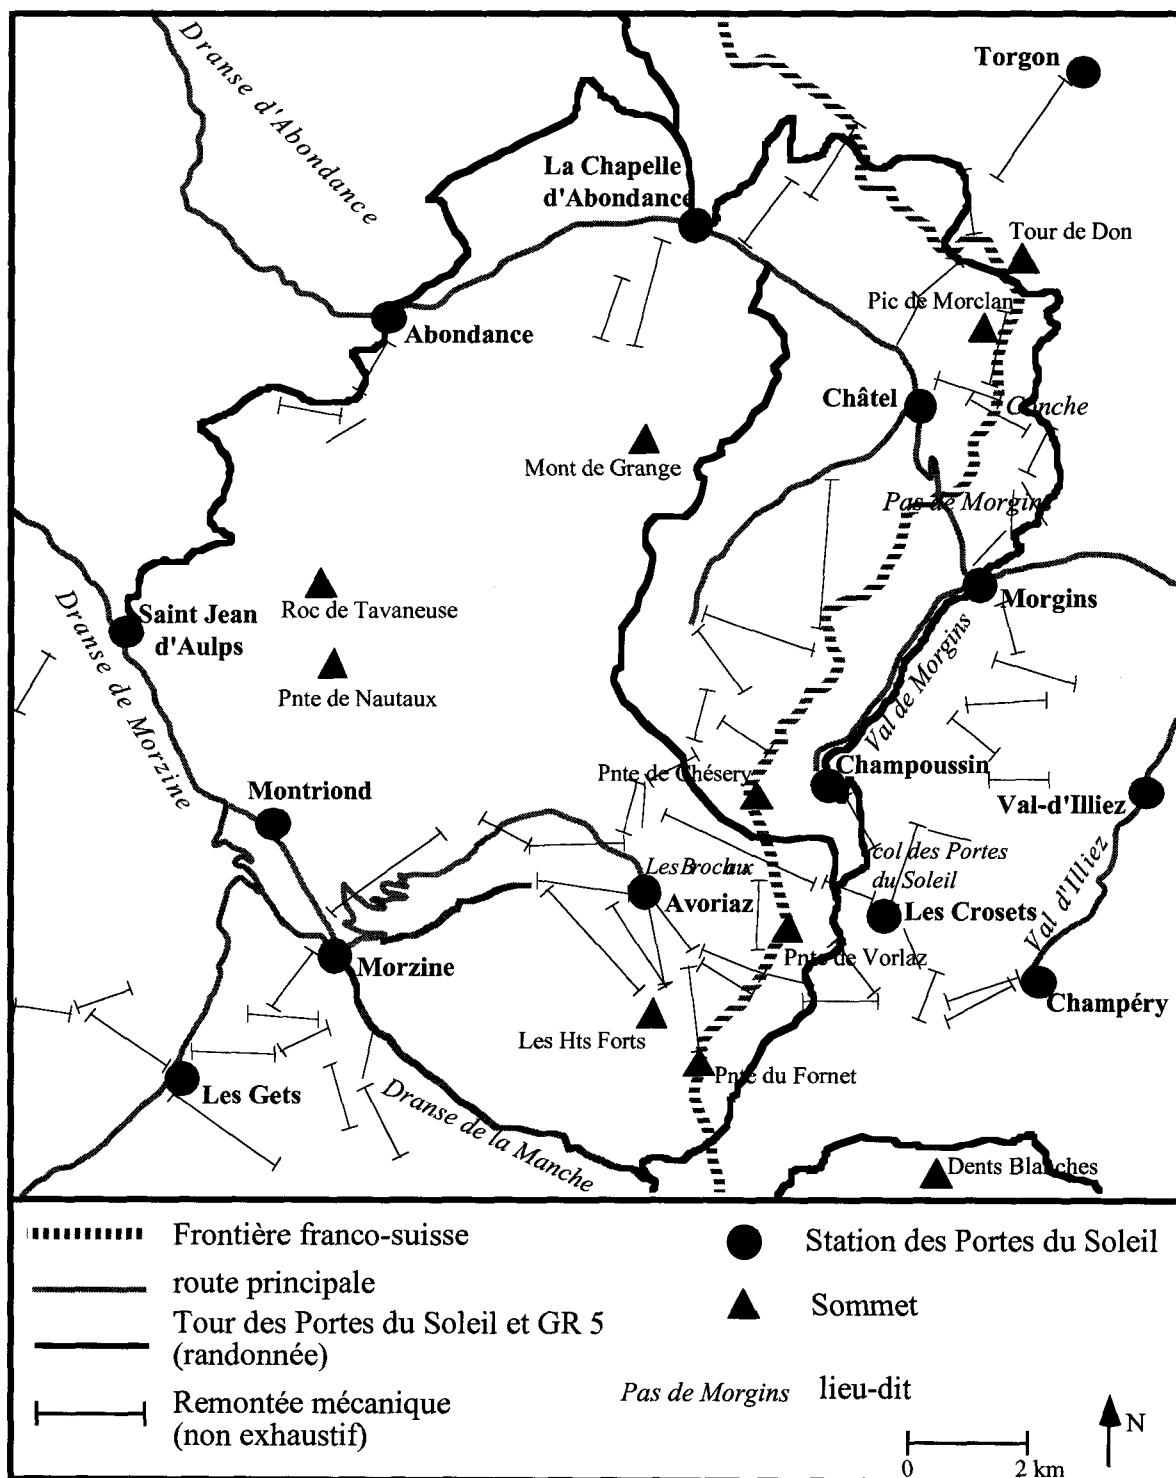 Torgon
Dranse d'Abondance
La Chapelle
d'Abondance
Tour de Don
Pic de Morclan
Abondance
Châtel
Conche
Mont de Grange
Pas de Morgins
Roc de Tavaneuse
Saint Jean
d'Aulps
Morgins
Pnte de Nautaux
Dranse de Morzine
Val de Morgins
Pnte de Chésery
Champoussin
Montriond
Val-d'Illiez
Les Brochaux
col des Portes
du Soleil
Avoriaz
Les Crosets
Val d'Illiez
Morzine
Pnte de Vorlaz
Champéry
Les Hts Forts
Pnte du Fornet
Les Gets
Dranse de la Manche
Dents Blanches
Frontière franco-suisse
route principale
Tour des Portes du Soleil et GR 5
(randonnée)
Remontée mécanique
(non exhaustif)
Station des Portes du Soleil
Sommet
Pas de Morgins lieu-dit
N
0 2 km